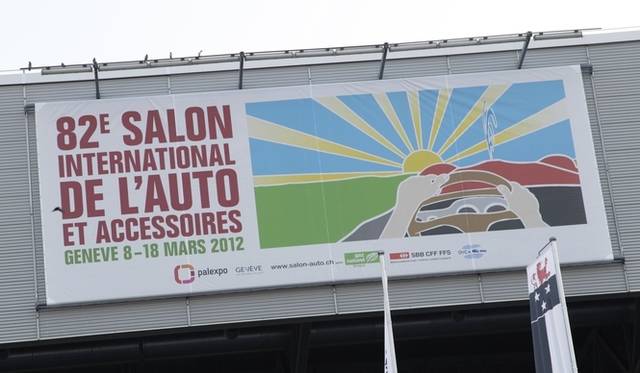 82E SALON
INTERNATIONAL
DE L'AUTO
ET ACCESSOIRES
GENEVE 8-18 MARS 2012
palexpo GENÈVE www.salon-auto.ch SBB CFF FFS